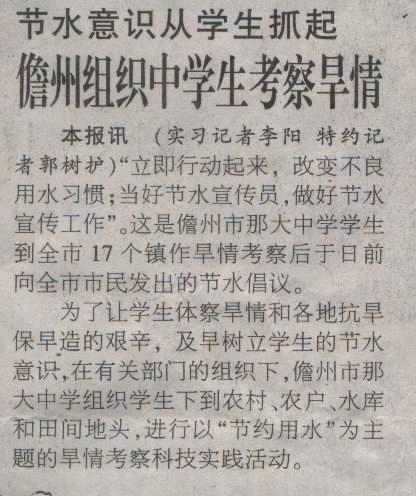 节水意识从学生抓起
儋州组织中学生考察旱情
本报讯 （实习记者李阳 特约记
者郭树护）“立即行动起来，改变不良
用水习惯；当好节水宣传员，做好节水
宣传工作”。这是儋州市那大中学学生
到全市17个镇作旱情考察后于日前
向全市市民发出的节水倡议。
为了让学生体察旱情和各地抗旱
保早造的艰辛，及早树立学生的节水
意识，在有关部门的组织下，儋州市那
大中学组织学生下到农村、农户、水库
和田间地头，进行以“节约用水”为主
题的旱情考察科技实践活动。